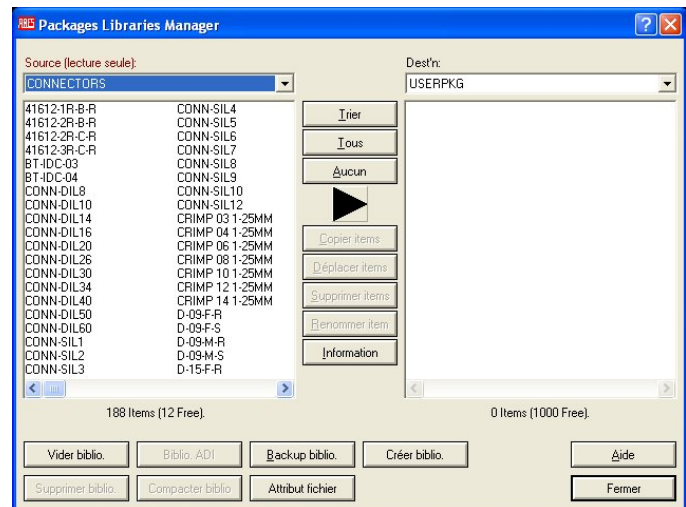 ARES Packages Libraries Manager
Source (lecture seule):
Dest'n:
CONNECTORS
USERPKG
41612-1R-B-R
41612-2R-B-R
41612-2R-C-R
41612-3R-C-R
BT-IDC-03
BT-IDC-04
CONN-DIL8
CONN-DIL10
CONN-DIL14
CONN-DIL16
CONN-DIL20
CONN-DIL26
CONN-DIL30
CONN-DIL34
CONN-DIL40
CONN-DIL50
CONN-DIL60
CONN-SIL1
CONN-SIL2
CONN-SIL3
CONN-SIL4
CONN-SIL5
CONN-SIL6
CONN-SIL7
CONN-SIL8
CONN-SIL9
CONN-SIL10
CONN-SIL12
CRIMP 03 1-25MM
CRIMP 04 1-25MM
CRIMP 06 1-25MM
CRIMP 08 1-25MM
CRIMP 10 1-25MM
CRIMP 12 1-25MM
CRIMP 14 1-25MM
D-09-F-R
D-09-F-S
D-09-M-R
D-09-M-S
D-15-F-R
Trier
Tous
Aucun
Copier items
Déplacer items
Supprimer items
Renommer item
Information
188 Items (12 Free).
0 Items (1000 Free).
Vider biblio.
Biblio. ADI
Backup biblio.
Créer biblio.
Aide
Supprimer biblio.
Compacter biblio
Attribut fichier
Fermer